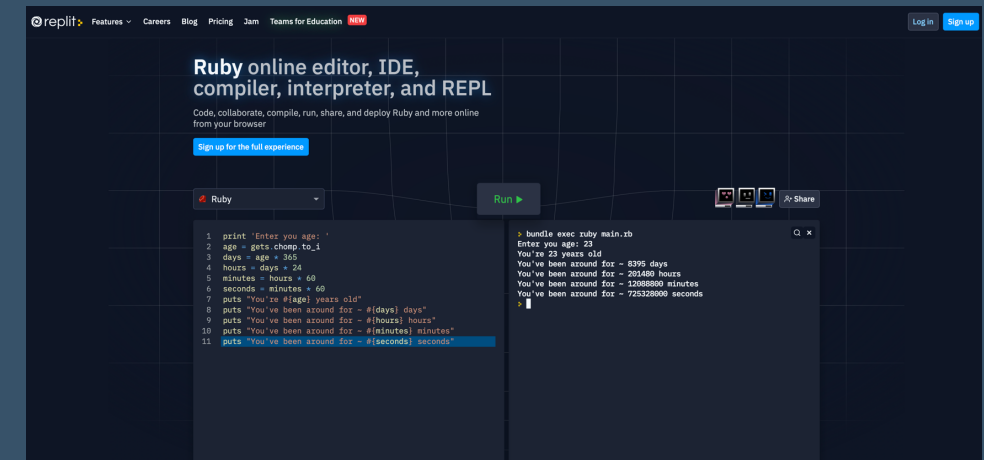 replit Features Careers Blog Pricing Jam Teams for Education NEW Log in Sign up
Ruby online editor, IDE,
compiler, interpreter, and REPL
Code, collaborate, compile, run, share, and deploy Ruby and more online
from your browser
Sign up for the full experience
Ruby
Run
Share
1 print 'Enter you age: '
2 age = gets.chomp.to_i
3 days = age * 365
4 hours = days * 24
5 minutes = hours * 60
6 seconds = minutes * 60
7 puts "You're #{age} years old"
8 puts "You've been around for ~ #{days} days"
9 puts "You've been around for ~ #{hours} hours"
10 puts "You've been around for ~ #{minutes} minutes"
11 puts "You've been around for ~ #{seconds} seconds"
> bundle exec ruby main.rb
Enter you age: 23
You're 23 years old
You've been around for ~ 8395 days
You've been around for ~ 201480 hours
You've been around for ~ 12088800 minutes
You've been around for ~ 725328000 seconds
>